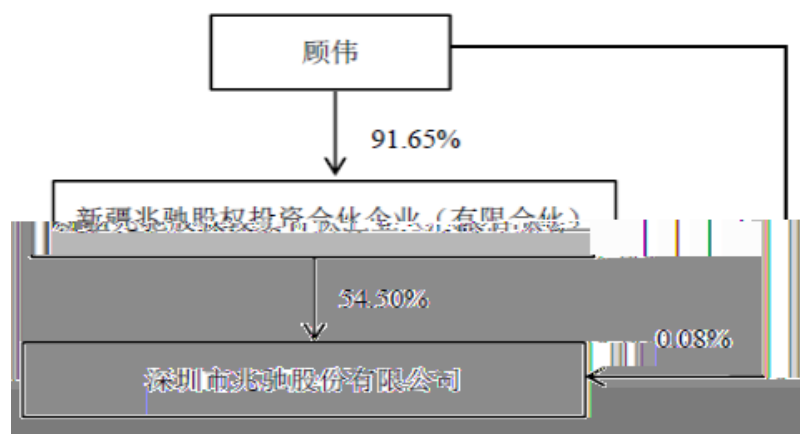 顾伟
91.65%
新疆兆驰股权投资合伙企业（有限合伙）
54.50%
0.08%
深圳市兆驰股份有限公司